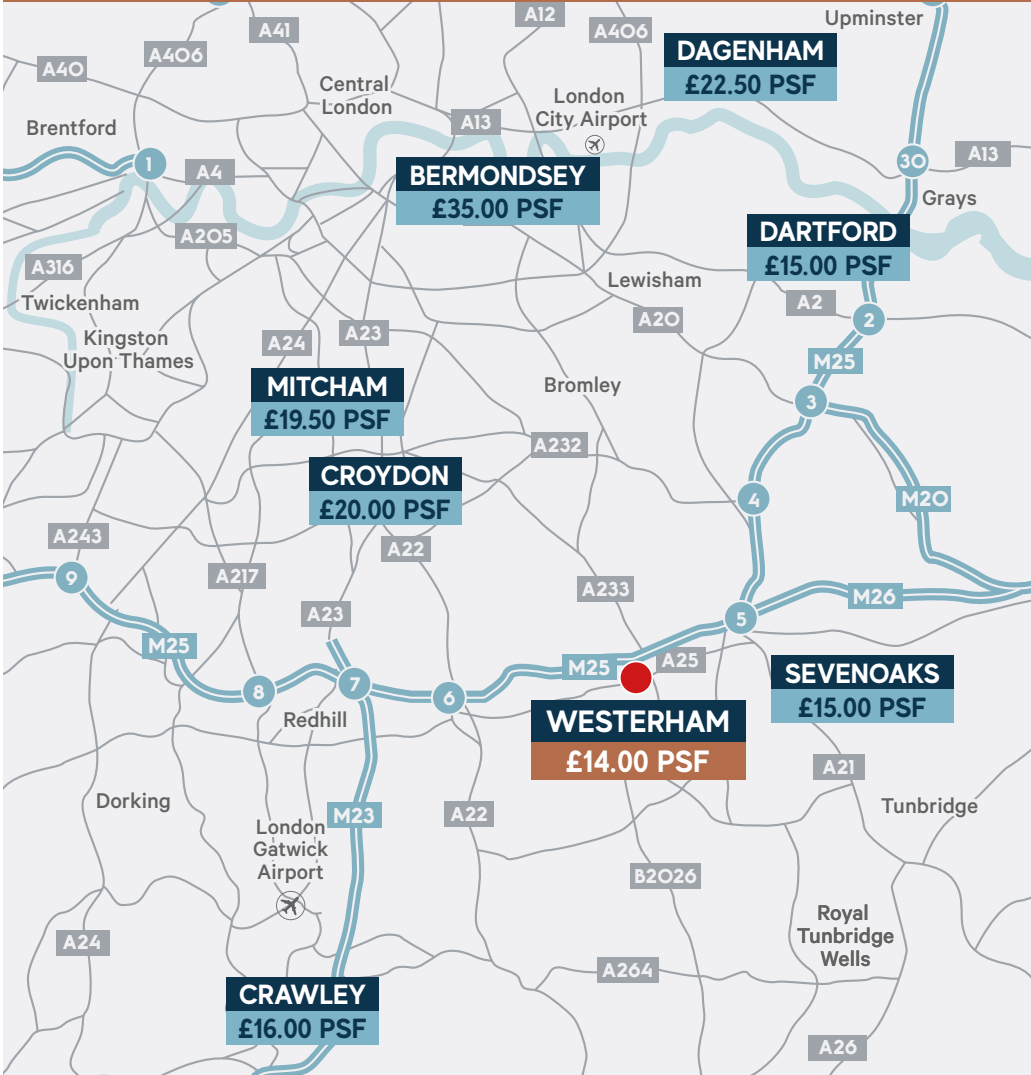 A12
A41
A406
Upminster
A406
DAGENHAM
£22.50 PSF
A40
Central
London
London
City Airport
Brentford
A13
1
A4
BERMONDSEY
£35.00 PSF
30
A13
Grays
A205
DARTFORD
£15.00 PSF
A316
Lewisham
Twickenham
A2
A20
2
Kingston
Upon Thames
A24
A23
M25
MITCHAM
£19.50 PSF
Bromley
3
A232
CROYDON
£20.00 PSF
4
M20
A243
A22
9
A217
A233
M26
A23
5
M25
M25
A25
8
7
6
SEVENOAKS
£15.00 PSF
Redhill
WESTERHAM
£14.00 PSF
A21
Dorking
M23
A22
Tunbridge
London
Gatwick
Airport
B2026
Royal
Tunbridge
Wells
A24
A264
CRAWLEY
£16.00 PSF
A26